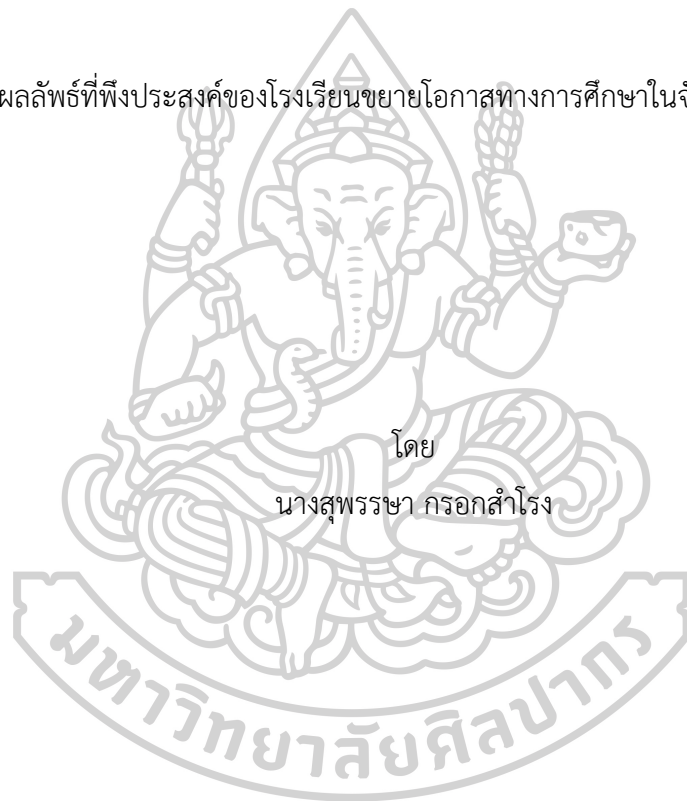 ผลลัพธ์ที่พึงประสงค์ของโรงเรียนขยายโอกาสทางการศึกษาในจั
โดย
นางสุพรรษา กรอกสำโรง
มหาวิทยาลัยศิลปากร